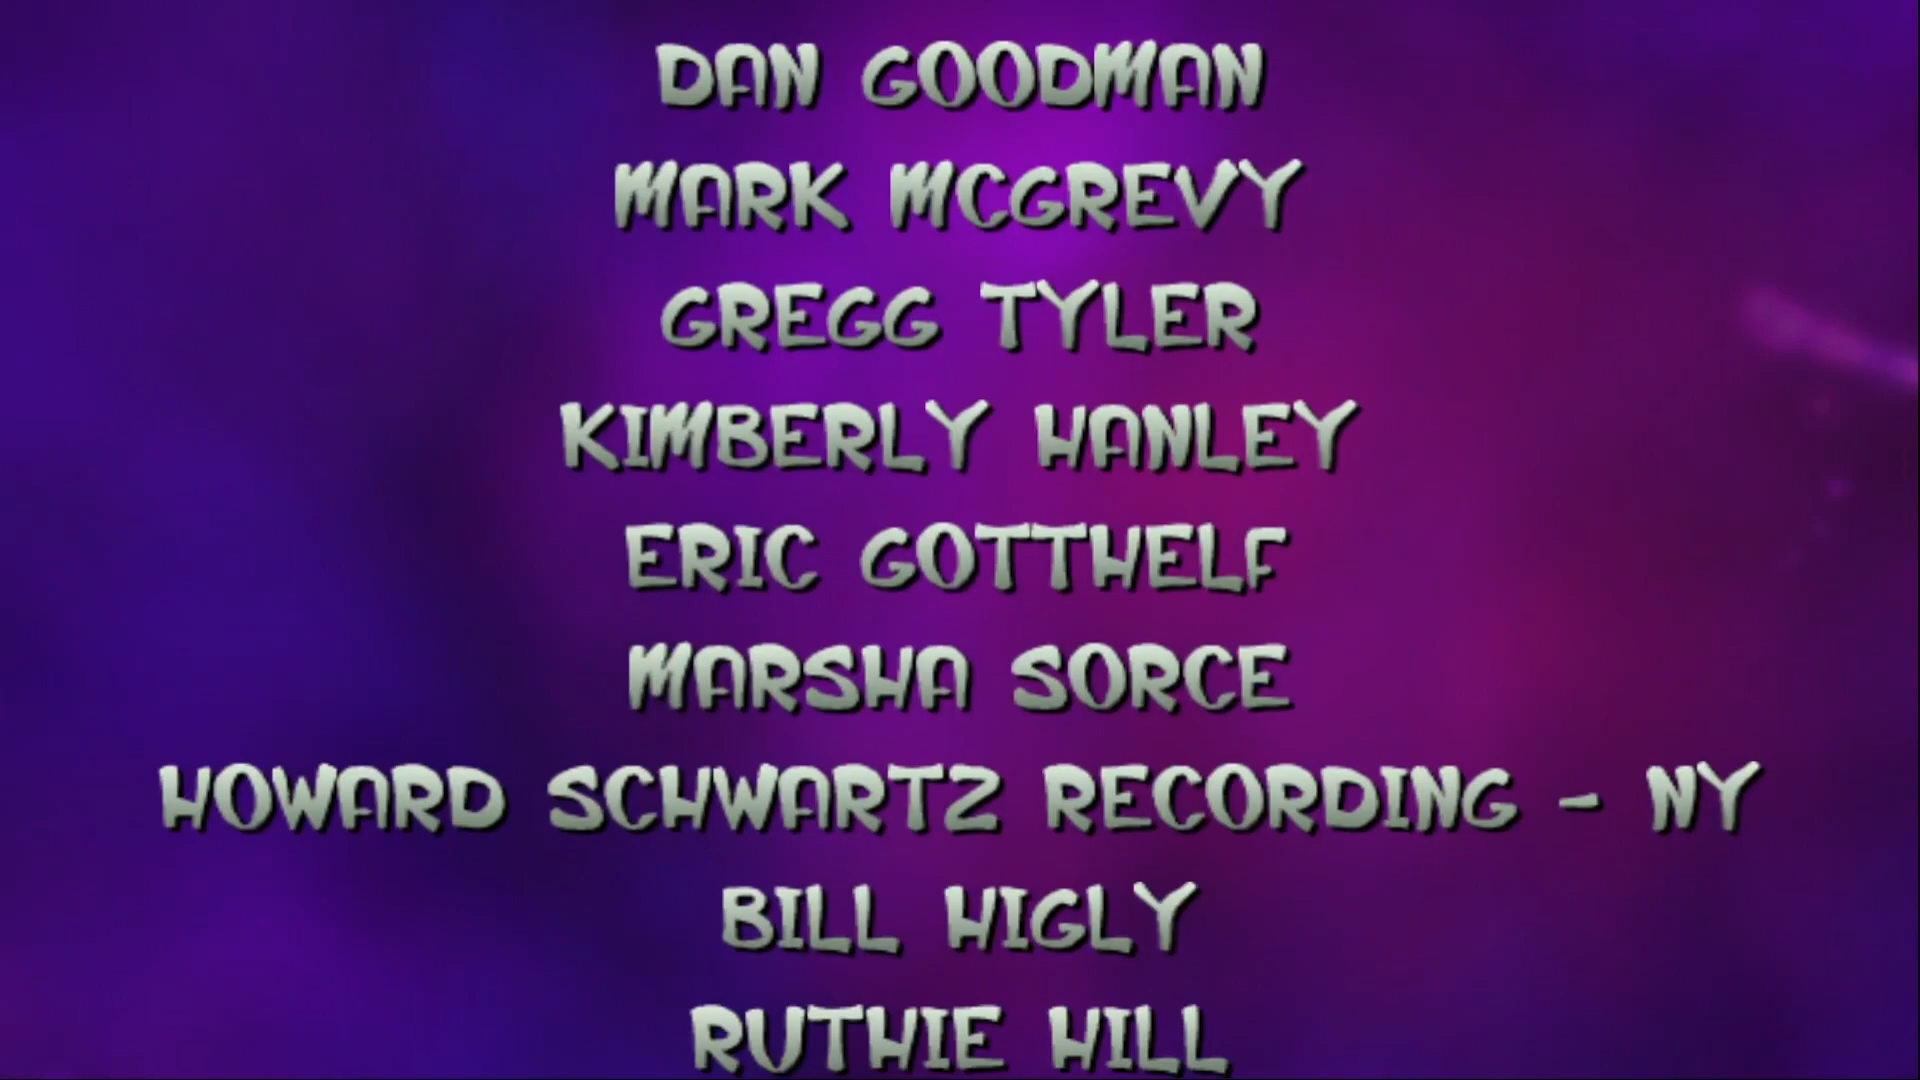 DAN GOODMAN
MARK MCGREVY
GREGG TYLER
KIMBERLY HANLEY
ERIC GOTTHELF
MARSHA SORCE
HOWARD SCHWARTZ RECORDING - NY
BILL HIGLY
RUTHIE HILL